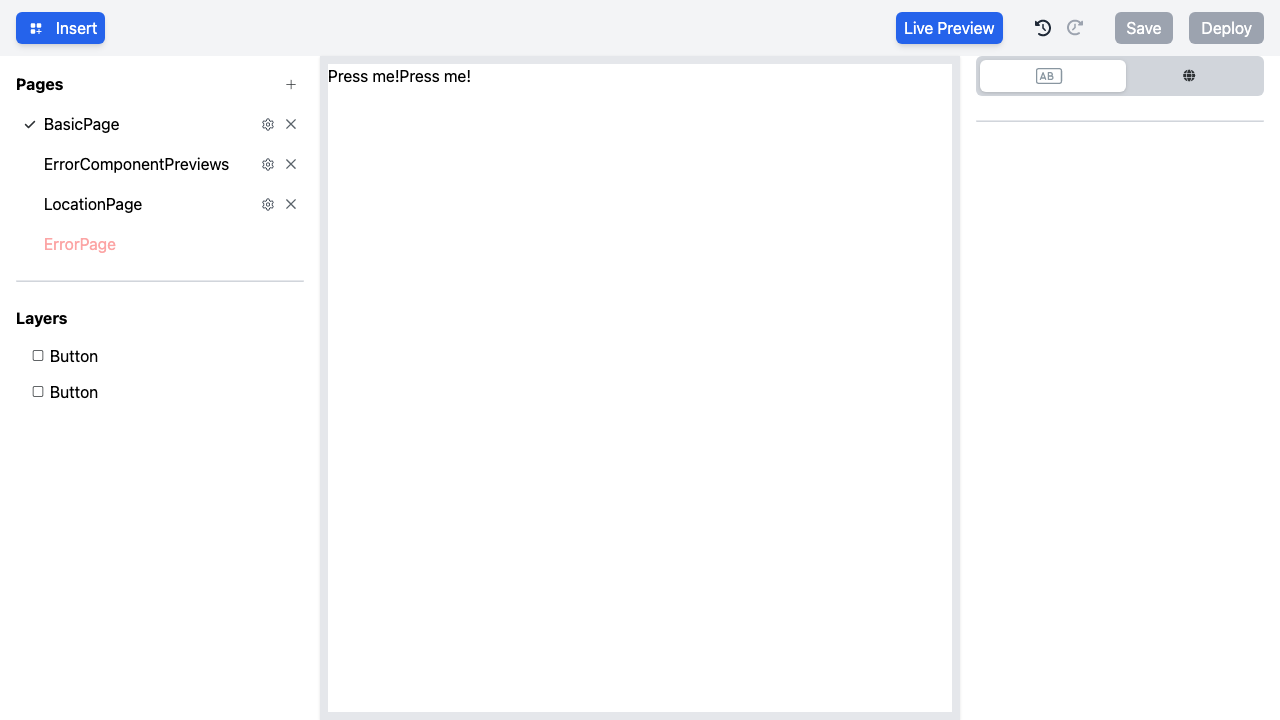 Insert
Live Preview
Save
Deploy
Pages
BasicPage
ErrorComponentPreviews
LocationPage
ErrorPage
Layers
Button
Button
Press me!Press me!
AB